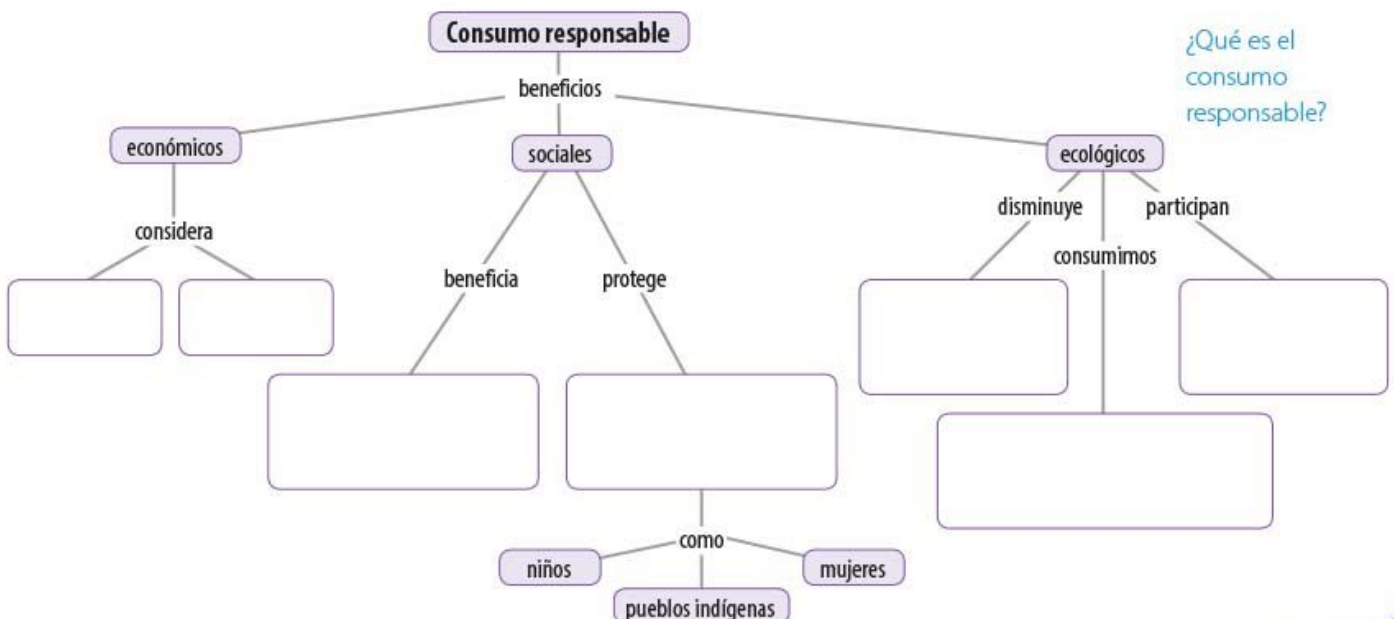 Consumo responsable
¿Qué es el
consumo
responsable?
beneficios
económicos
sociales
ecológicos
considera
beneficia
protege
disminuye
participan
consumimos
como
niños
mujeres
pueblos indígenas